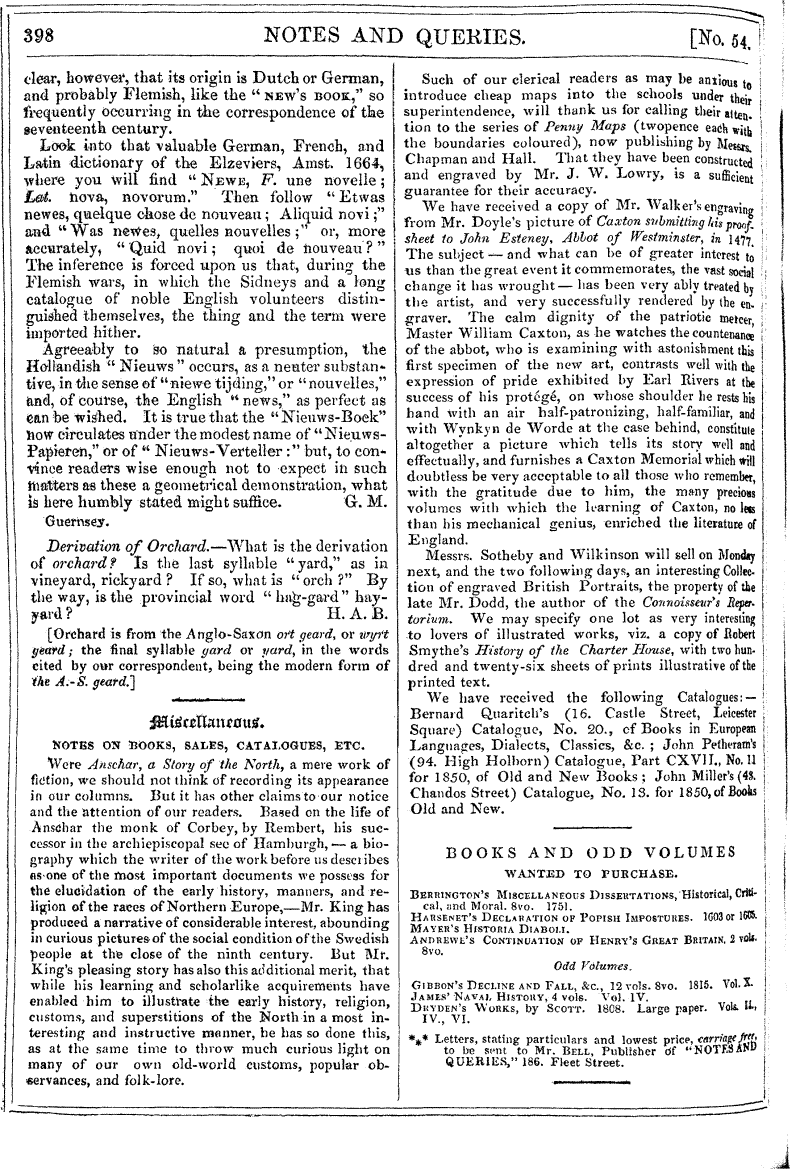 398
NOTES AND QUERIES.
[No. 54.
clear, however, that its origin is Dutch or German,
and probably Flemish, like the “NEW'S BOOK,” so
frequently occurring in the correspondence of the
seventeenth century.
Look into that valuable German, French, and
Latin dictionary of the Elzeviers, Amst. 1664,
where you will find “NEWE, F. une novelle;
Lat. nova, novorum.” Then follow “Etwas
newes, quelque chose de nouveau; Aliquid novi;”
and “Was newes, quelles nouvelles;” or, more
accurately, “Quid novi; quoi de nouveau?”
The inference is forced upon us that, during the
Flemish wars, in which the Sidneys and a long
catalogue of noble English volunteers distin-
guished themselves, the thing and the term were
imported hither.
Agreeably to so natural a presumption, the
Hollandish “Nieuws” occurs, as a neuter substan-
tive, in the sense of “niewe tijding,” or “nouvelles,”
and, of course, the English “news,” as perfect as
can be wished. It is true that the “Nieuws-Boek”
now circulates under the modest name of “Nieuws-
Papieren,” or of “Nieuws-Verteller:” but, to con-
vince readers wise enough not to expect in such
matters as these a geometrical demonstration, what
is here humbly stated might suffice. G. M.
Guernsey.
Derivation of Orchard.—What is the derivation
of orchard? Is the last syllable “yard,” as in
vineyard, rickyard? If so, what is “orch?” By
the way, is the provincial word “hag-gard” hay-
yard? H. A. B.
[Orchard is from the Anglo-Saxon ort geard, or wyrt
geard; the final syllable gard or yard, in the words
cited by our correspondent, being the modern form of
the A.-S. geard.]
Miscellaneous.
NOTES ON BOOKS, SALES, CATALOGUES, ETC.
Were Anschar, a Story of the North, a mere work of
fiction, we should not think of recording its appearance
in our columns. But it has other claims to our notice
and the attention of our readers. Based on the life of
Anschar the monk of Corbey, by Rembert, his suc-
cessor in the archiepiscopal see of Hamburgh,—a bio-
graphy which the writer of the work before us describes
as one of the most important documents we possess for
the elucidation of the early history, manners, and re-
ligion of the races of Northern Europe,—Mr. King has
produced a narrative of considerable interest, abounding
in curious pictures of the social condition of the Swedish
people at the close of the ninth century. But Mr.
King's pleasing story has also this additional merit, that
while his learning and scholarlike acquirements have
enabled him to illustrate the early history, religion,
customs, and superstitions of the North in a most in-
teresting and instructive manner, he has so done this,
as at the same time to throw much curious light on
many of our own old-world customs, popular ob-
servances, and folk-lore.
Such of our clerical readers as may be anxious to
introduce cheap maps into the schools under their
superintendence, will thank us for calling their atten-
tion to the series of Penny Maps (twopence each with
the boundaries coloured), now publishing by Messrs.
Chapman and Hall. That they have been constructed
and engraved by Mr. J. W. Lowry, is a sufficient
guarantee for their accuracy.
We have received a copy of Mr. Walker's engraving
from Mr. Doyle's picture of Caxton submitting his proof-
sheet to John Esteney, Abbot of Westminster, in 1477.
The subject—and what can be of greater interest to
us than the great event it commemorates, the vast social
change it has wrought—has been very ably treated by
the artist, and very successfully rendered by the en-
graver. The calm dignity of the patriotic mercer,
Master William Caxton, as he watches the countenance
of the abbot, who is examining with astonishment this
first specimen of the new art, contrasts well with the
expression of pride exhibited by Earl Rivers at the
success of his protégé, on whose shoulder he rests his
hand with an air half-patronizing, half-familiar, and
with Wynkyn de Worde at the case behind, constitute
altogether a picture which tells its story well and
effectually, and furnishes a Caxton Memorial which will
doubtless be very acceptable to all those who remember,
with the gratitude due to him, the many precious
volumes with which the learning of Caxton, no less
than his mechanical genius, enriched the literature of
England.
Messrs. Sotheby and Wilkinson will sell on Monday
next, and the two following days, an interesting Collec-
tion of engraved British Portraits, the property of the
late Mr. Dodd, the author of the Connoisseur's Reper-
torium. We may specify one lot as very interesting
to lovers of illustrated works, viz. a copy of Robert
Smythe's History of the Charter House, with two hun-
dred and twenty-six sheets of prints illustrative of the
printed text.
We have received the following Catalogues:—
Bernard Quaritch's (16. Castle Street, Leicester
Square) Catalogue, No. 20., of Books in European
Languages, Dialects, Classics, &c.; John Petheram's
(94. High Holborn) Catalogue, Part CXVII., No. 11
for 1850, of Old and New Books; John Miller's (43.
Chandos Street) Catalogue, No. 13. for 1850, of Books
Old and New.
BOOKS AND ODD VOLUMES
WANTED TO PURCHASE.
BERRINGTON'S MISCELLANEOUS DISSERTATIONS, Historical, Criti-
cal, and Moral. 8vo. 1751.
HARSENET'S DECLARATION OF POPISH IMPOSTURES. 1603 or 1605.
MAYER'S HISTORIA DIABOLI.
ANDREWE'S CONTINUATION OF HENRY'S GREAT BRITAIN, 2 vols.
8vo.
Odd Volumes.
GIBBON'S DECLINE AND FALL, &c., 12 vols. 8vo. 1815. Vol. X.
JAMES' NAVAL HISTORY, 4 vols. Vol. IV.
DRYDEN'S WORKS, by SCOTT. 1808. Large paper. Vols. II.,
IV., VI.
*** Letters, stating particulars and lowest price, carriage free,
to be sent to Mr. BELL, Publisher of “NOTES AND
QUERIES,” 186. Fleet Street.